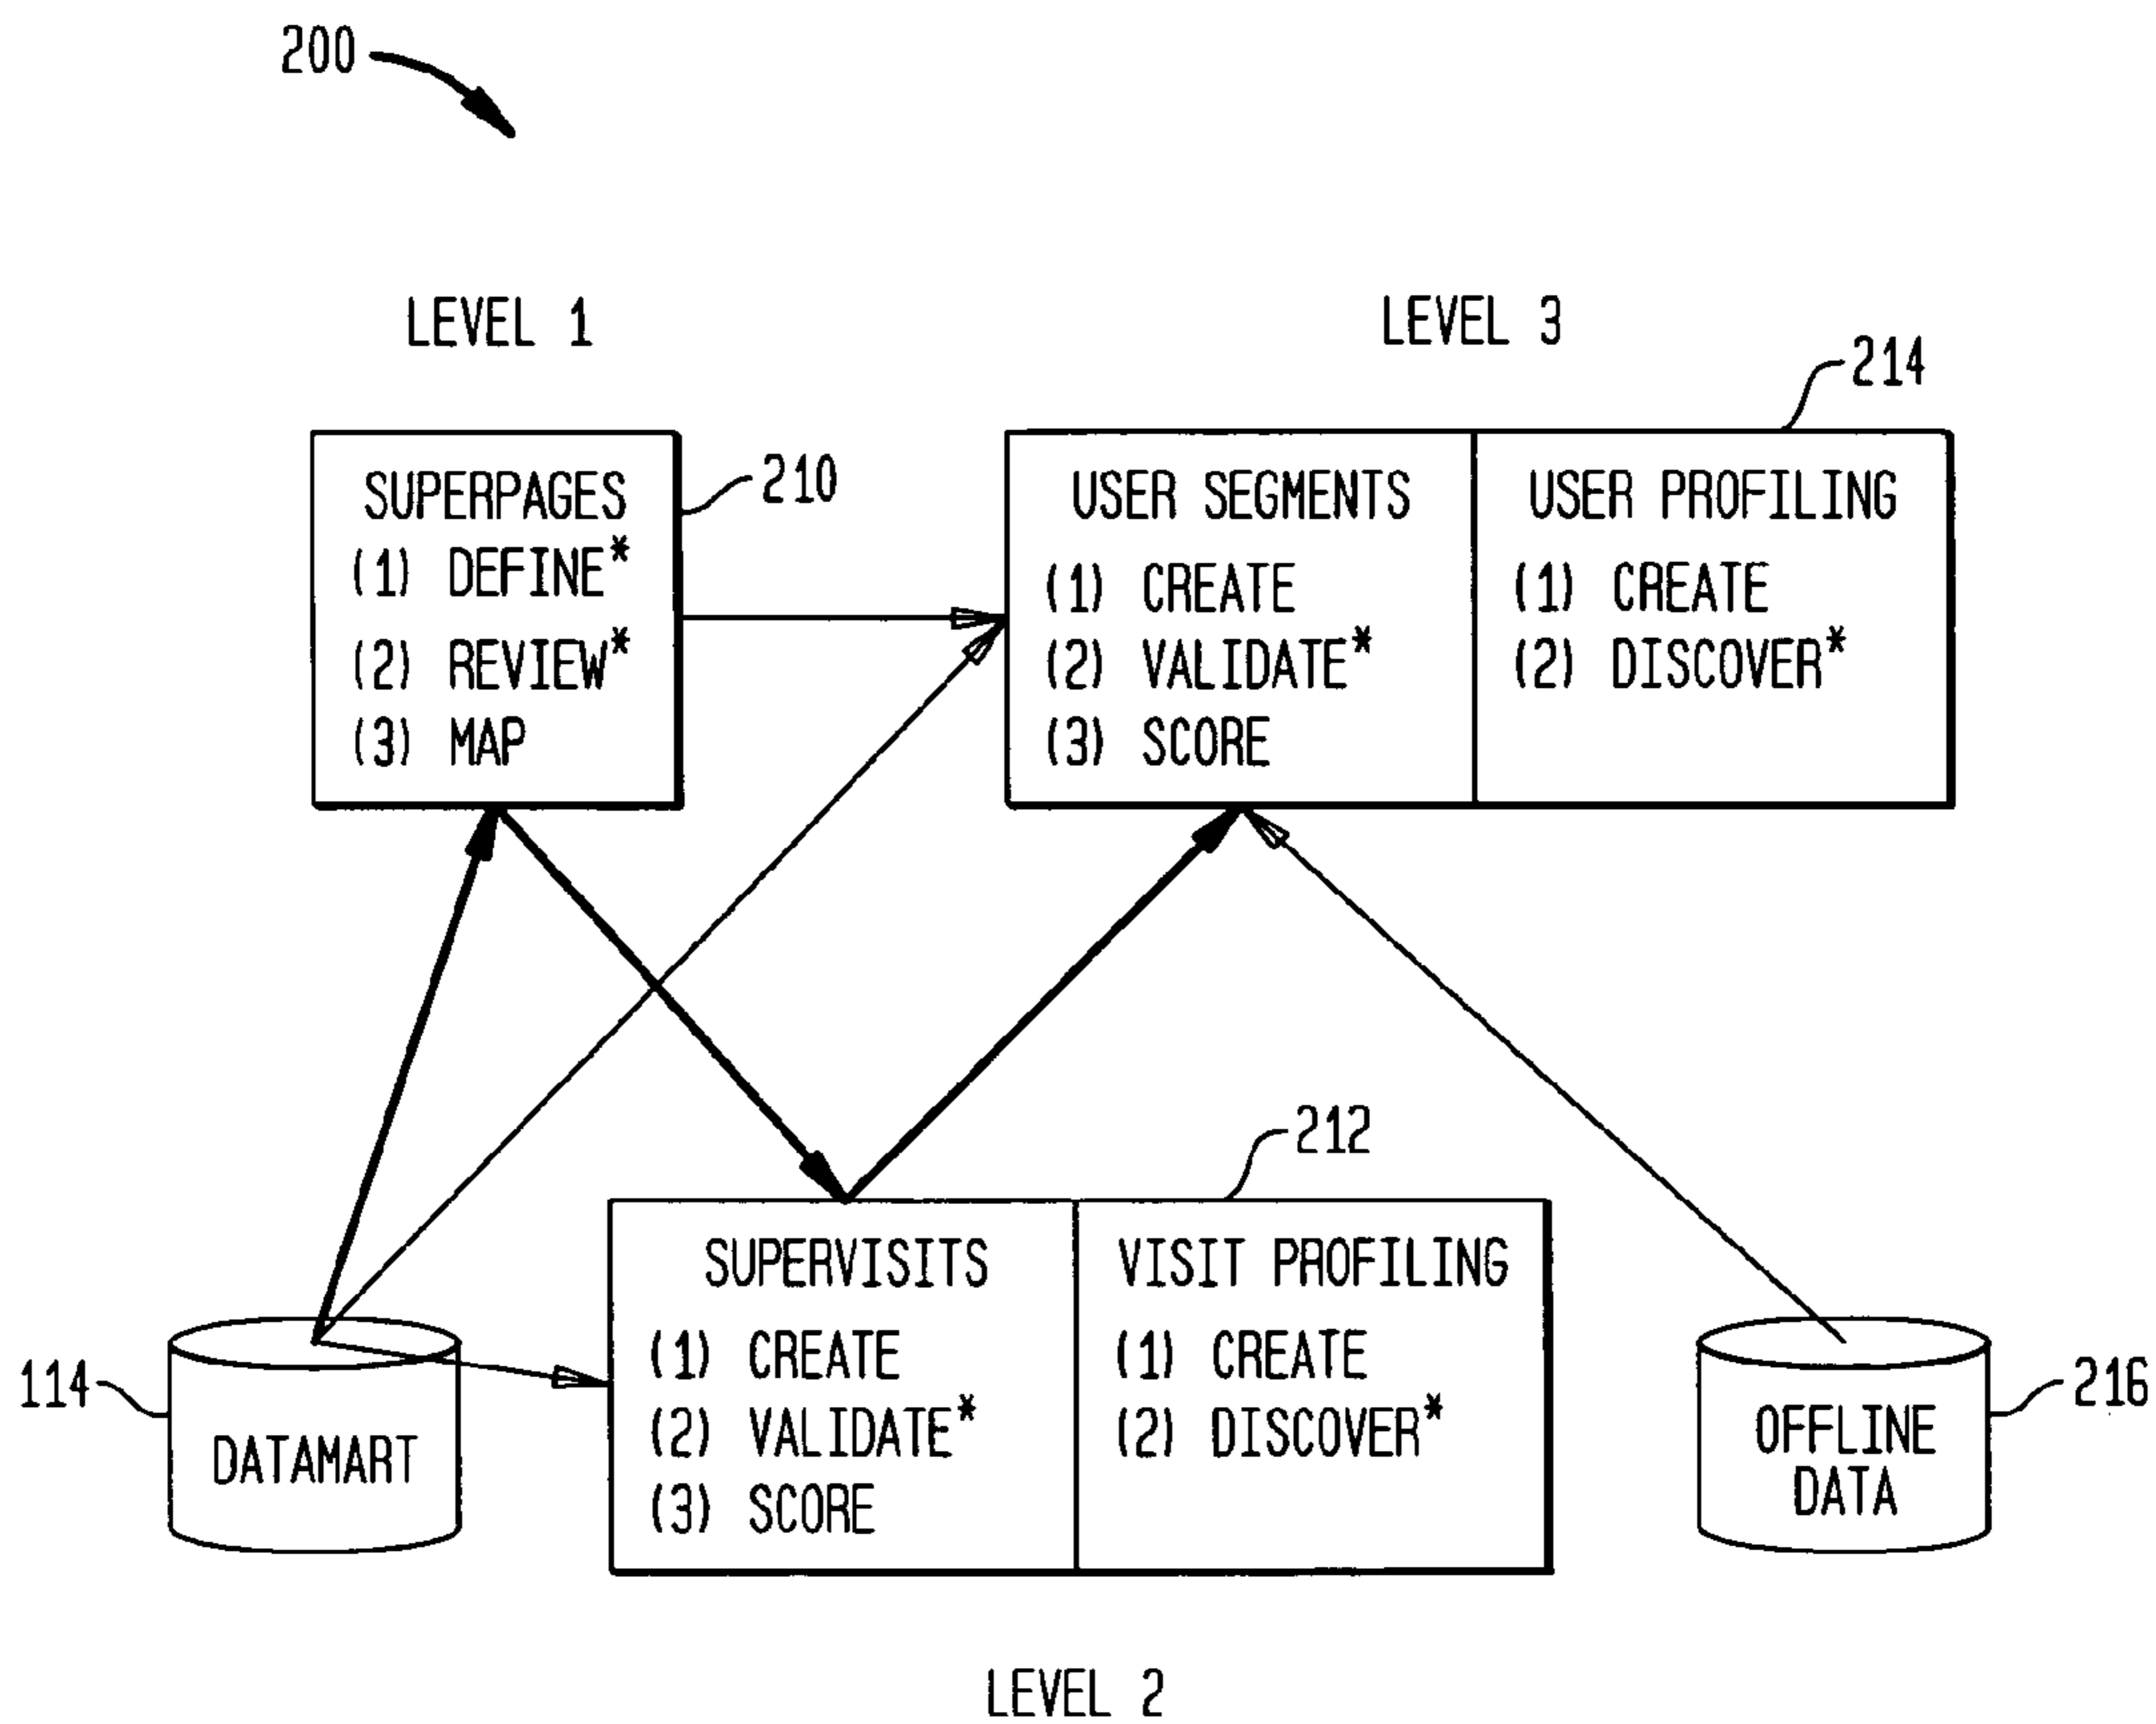 200
LEVEL 1
LEVEL 3
214
210
SUPERPAGES
(1) DEFINE*
(2) REVIEW*
(3) MAP
USER SEGMENTS
(1) CREATE
(2) VALIDATE*
(3) SCORE
USER PROFILING
(1) CREATE
(2) DISCOVER*
212
SUPERVISITS
(1) CREATE
(2) VALIDATE*
(3) SCORE
VISIT PROFILING
(1) CREATE
(2) DISCOVER*
114
DATAMART
216
OFFLINE
DATA
LEVEL 2